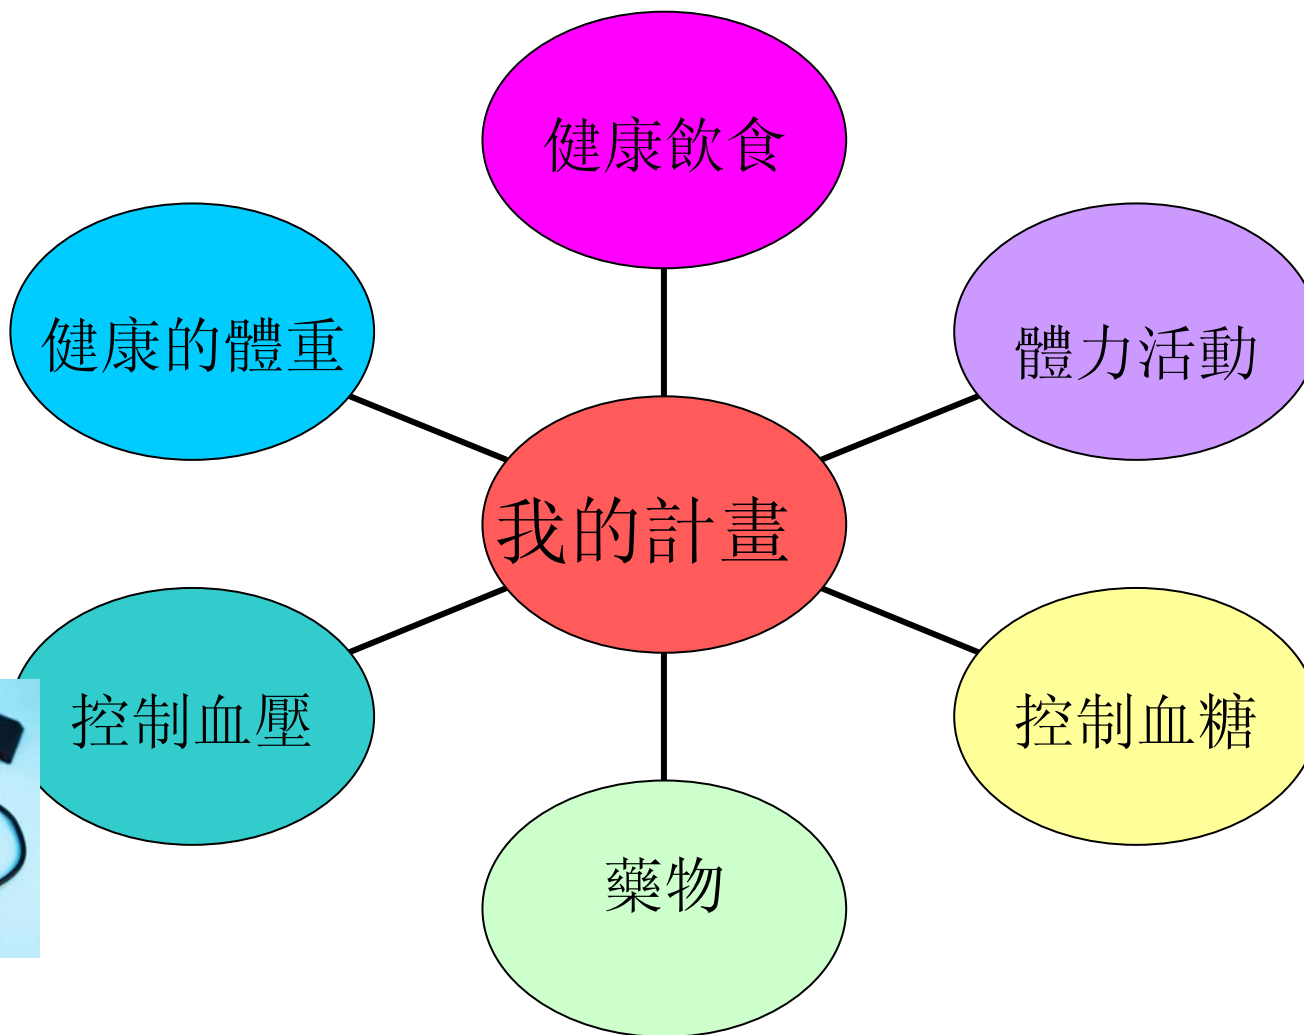 健康飲食
健康的體重
體力活動
我的計畫
控制血壓
控制血糖
藥物